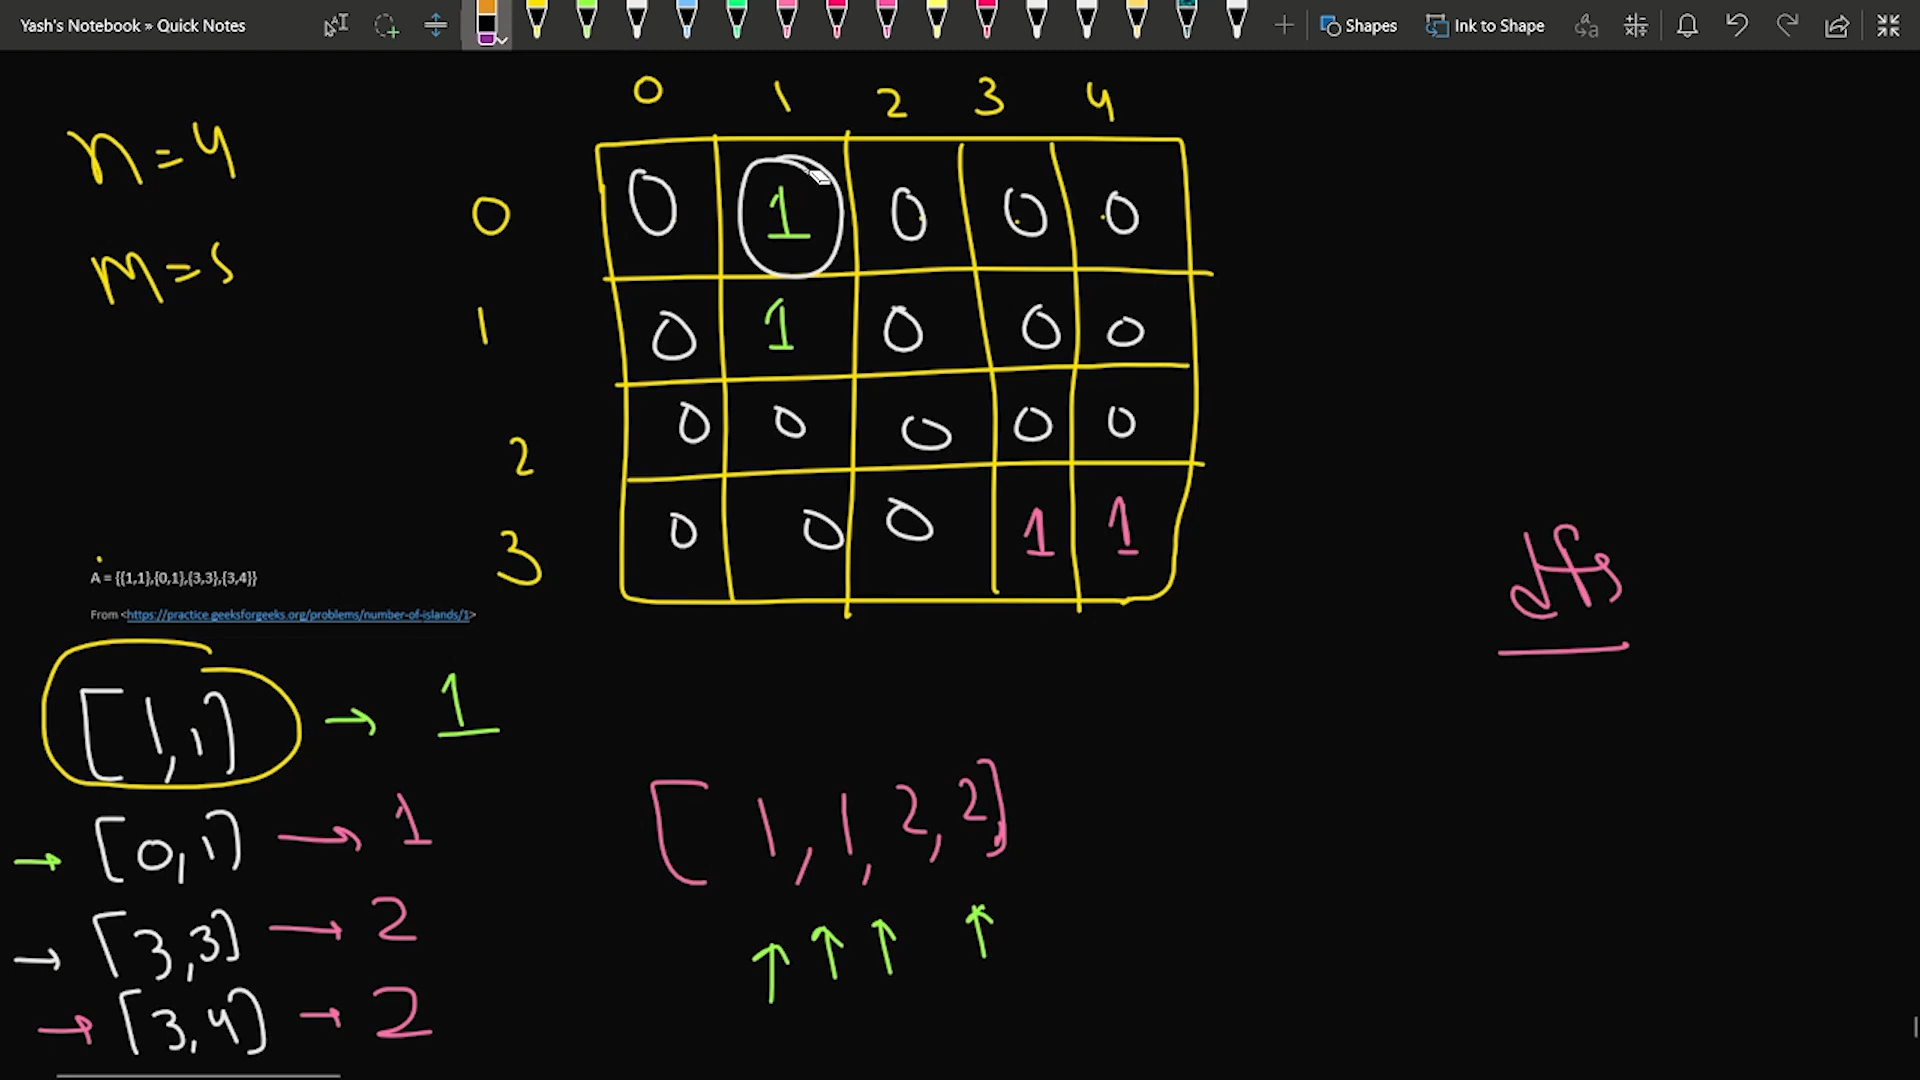 Yash's Notebook » Quick Notes
Shapes
Ink to Shape
n=4
m=5
0 1 2 3 4
0 0 1 0 0 0
1 0 1 0 0 0
2 0 0 0 0 0
3 0 0 0 1 1
A = {{1,1},{0,1},{3,3},{3,4}}
From <https://practice.geeksforgeeks.org/problems/number-of-islands/1>
dfs
[1,1] → 1
→ [0,1] → 1
→ [3,3] → 2
→ [3,4] → 2
[1,1,2,2]
↑ ↑ ↑ ↑